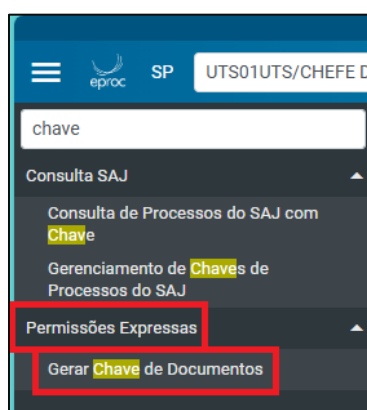 eproc
SP
UTS01UTS/CHEFE D
chave
Consulta SAJ
Consulta de Processos do SAJ com
Chave
Gerenciamento de Chaves de
Processos do SAJ
Permissões Expressas
Gerar Chave de Documentos